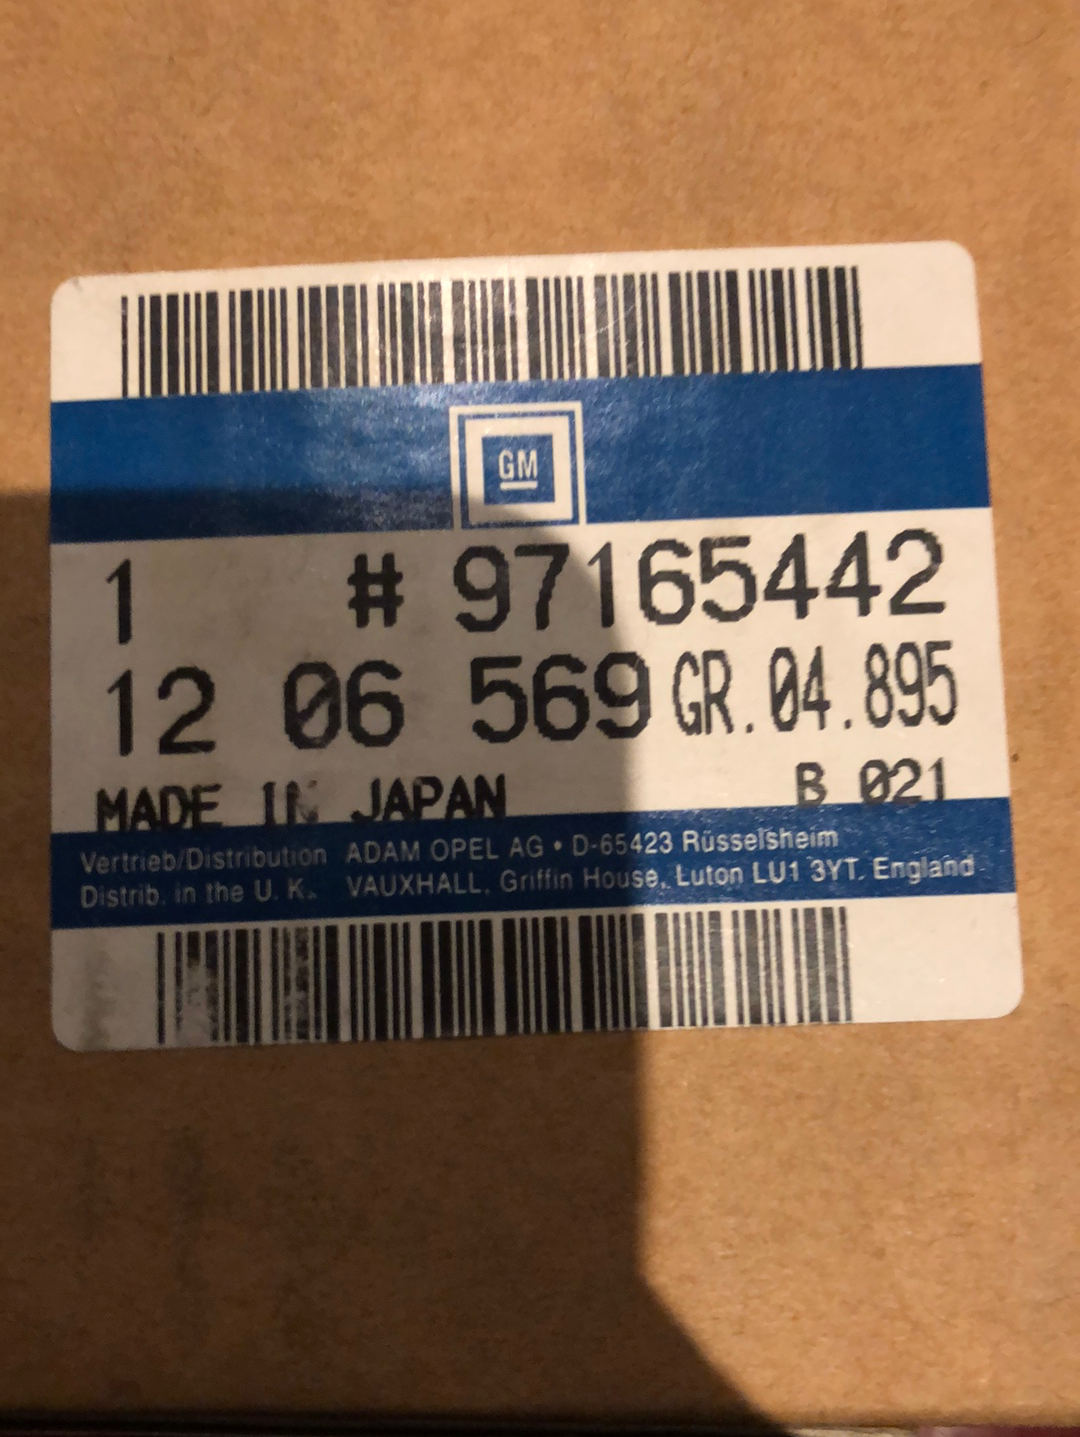 GM
1 # 97165442
12 06 569 GR.04.895
MADE IN JAPAN B 021
Vertrieb/Distribution ADAM OPEL AG • D-65423 Rüsselsheim
Distrib. in the U. K. VAUXHALL, Griffin House, Luton LU1 3YT, England